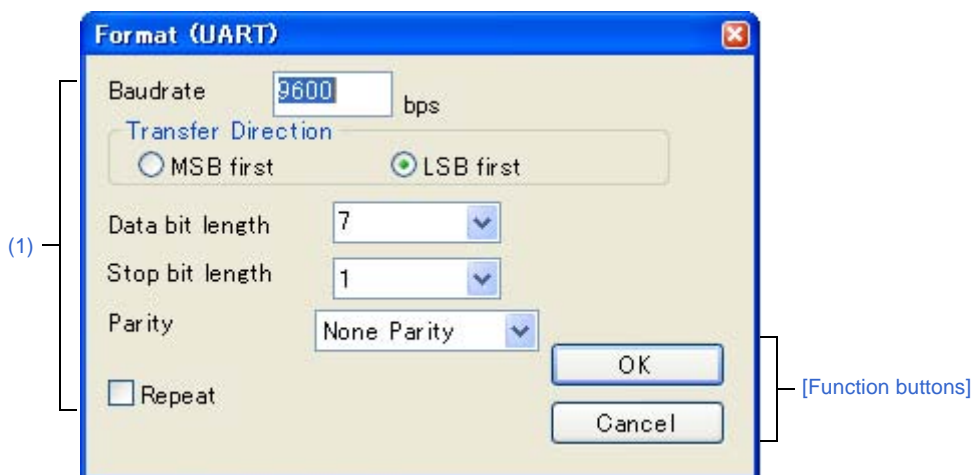 Format (UART)
Baudrate 9600 bps
Transfer Direction
MSB first LSB first
Data bit length 7
(1)
Stop bit length 1
Parity None Parity
OK
Repeat
[Function buttons]
Cancel